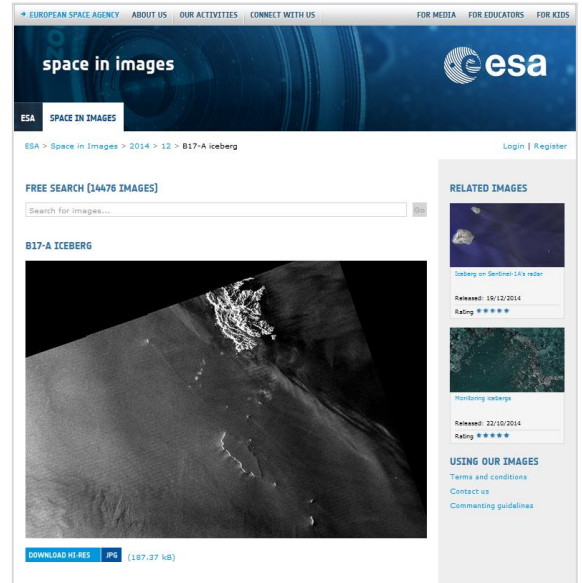 EUROPEAN SPACE AGENCY ABOUT US OUR ACTIVITIES CONNECT WITH US FOR MEDIA FOR EDUCATORS FOR KIDS
space in images
esa
ESA SPACE IN IMAGES
ESA > Space in Images > 2014 > 12 > B17-A iceberg
Login | Register
FREE SEARCH (14476 IMAGES)
Search for images...
Go
B17-A ICEBERG
DOWNLOAD HI-RES JPG (187.37 kB)
RELATED IMAGES
Iceberg on Sentinel-1A's radar
Released: 19/12/2014
Rating
Monitoring icebergs
Released: 22/10/2014
Rating
USING OUR IMAGES
Terms and conditions
Contact us
Commenting guidelines